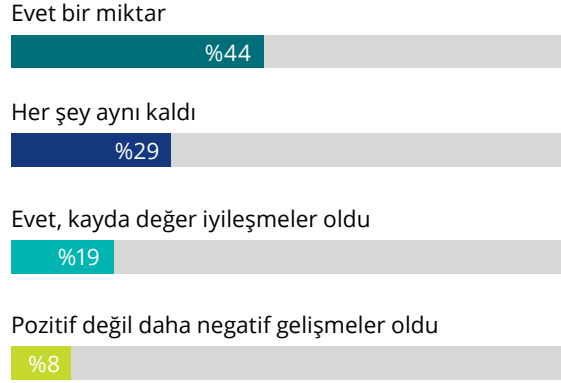 Evet bir miktar
%44
Her şey aynı kaldı
%29
Evet, kayda değer iyileşmeler oldu
%19
Pozitif değil daha negatif gelişmeler oldu
%8